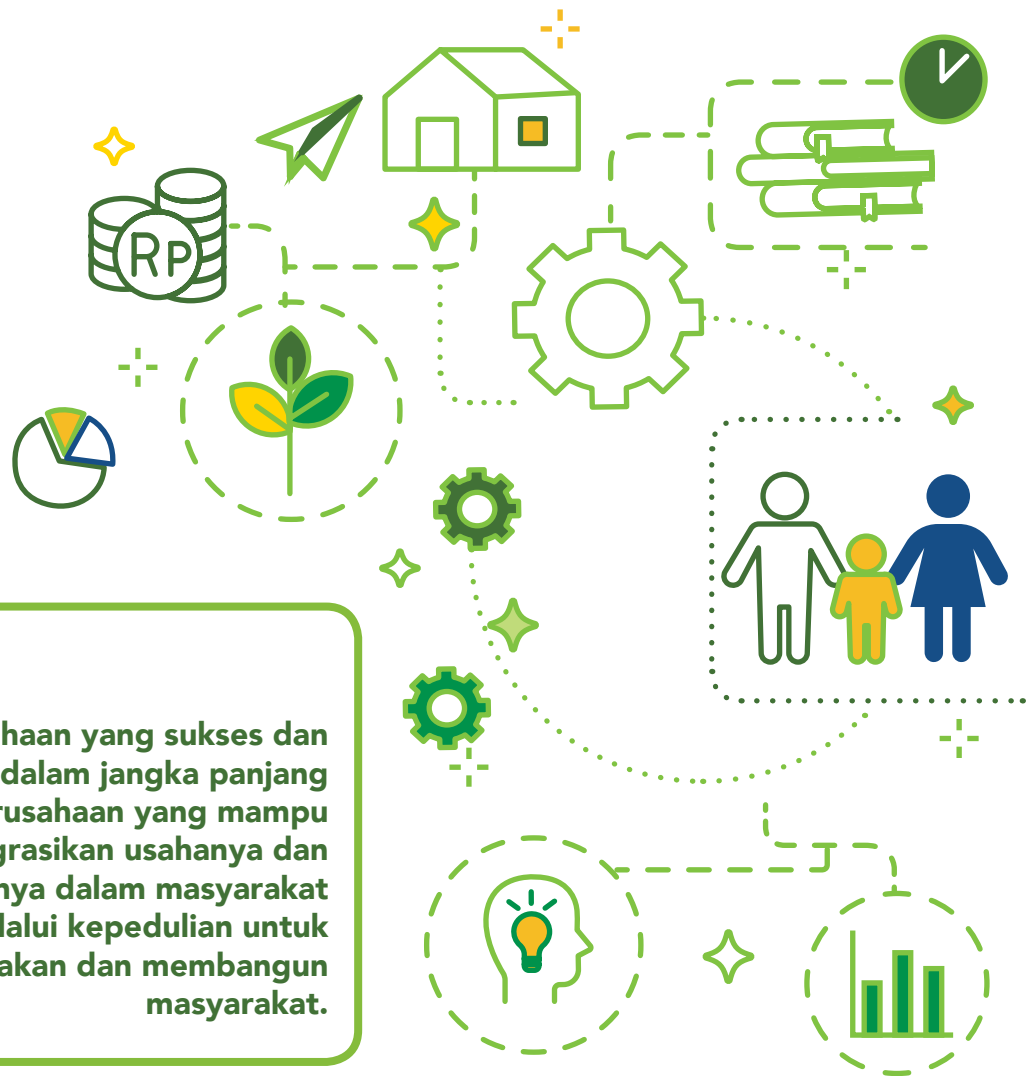 RP
haan yang sukses dan
dalam jangka panjang
rusahaan yang mampu
grasikan usahanya dan
nya dalam masyarakat
lalui kepedulian untuk
akan dan membangun
masyarakat.